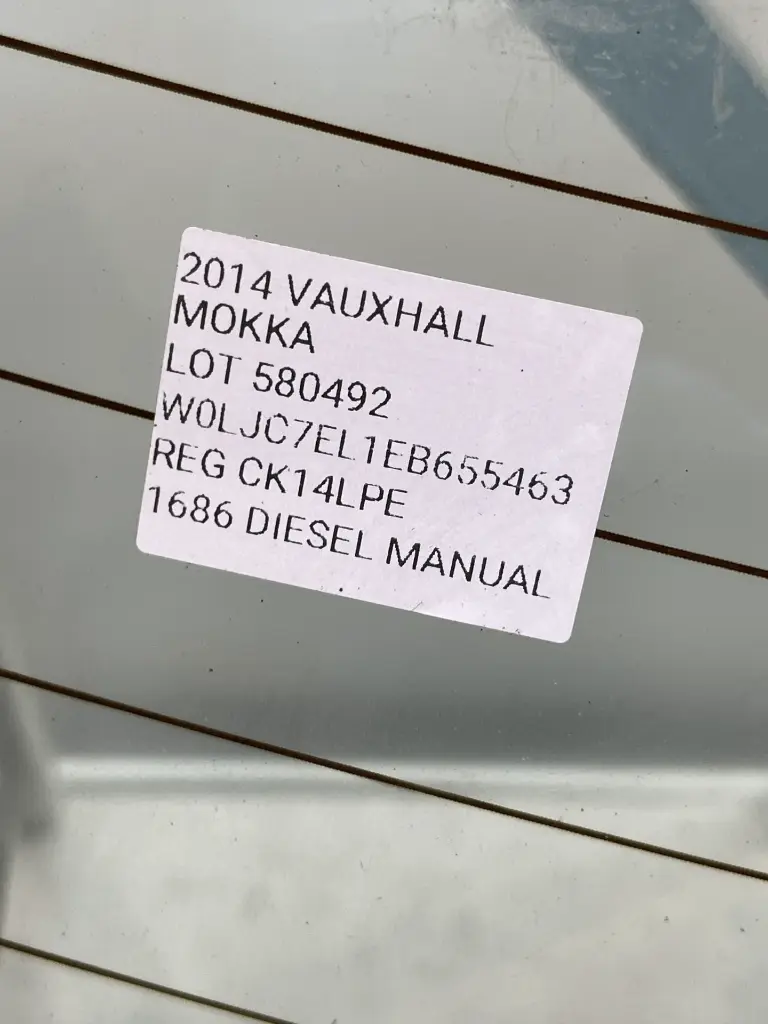 2014 VAUXHALL
MOKKA
LOT 580492
W0LJC7EL1EB655463
REG CK14LPE
1686 DIESEL MANUAL